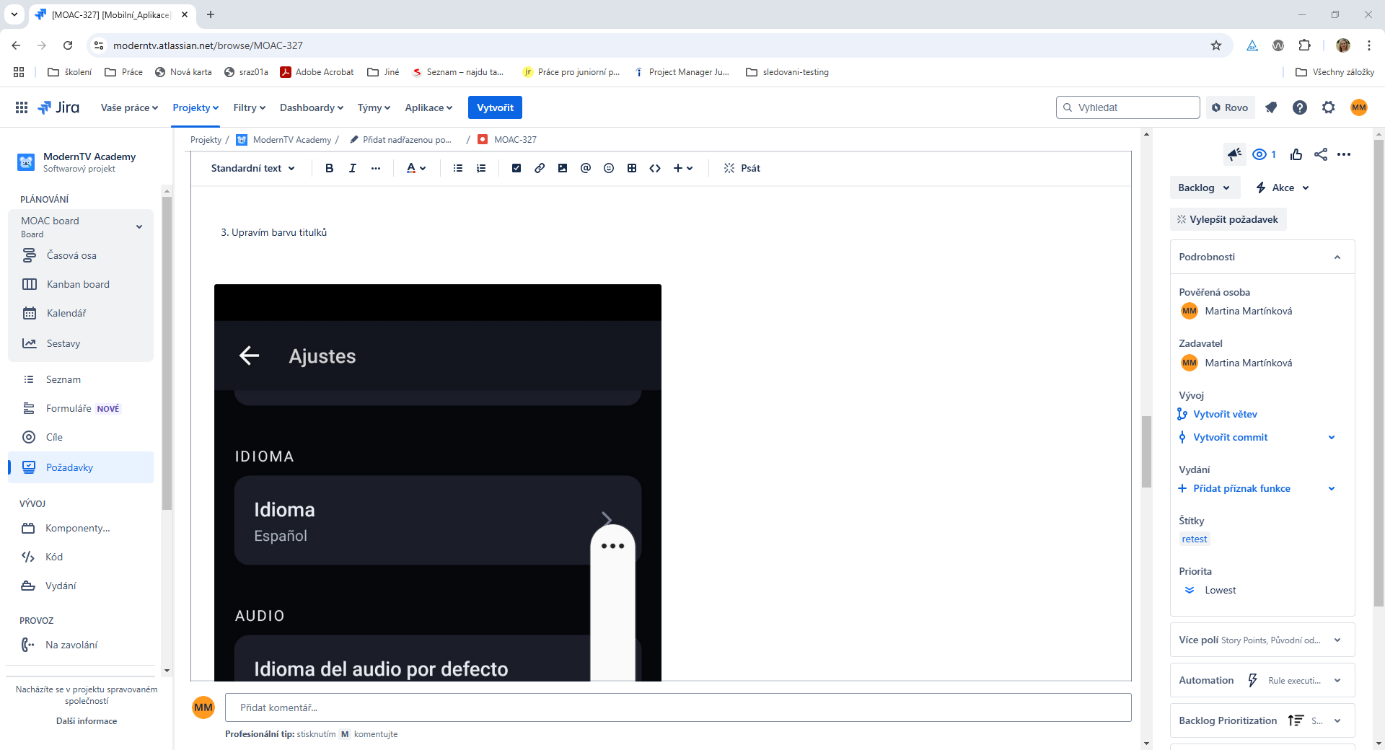 [MOAC-327] [Mobilní_Aplikace]
moderntv.atlassian.net/browse/MOAC-327
školení
Práce
Nová karta
sraz01a
Adobe Acrobat
Jiné
Seznam – najdu ta...
Práce pro juniorní p...
Project Manager Ju...
sledovani-testing
Všechny záložky
Jira
Vaše práce
Projekty
Filtry
Dashboardy
Týmy
Aplikace
Vytvořit
Vyhledat
Rovo
MM
ModernTV Academy
Softwarový projekt
PLÁNOVÁNÍ
MOAC board
Board
Časová osa
Kanban board
Kalendář
Sestavy
Seznam
Formuláře NOVÉ
Cíle
Požadavky
VÝVOJ
Komponenty...
Kód
Vydání
PROVOZ
Na zavolání
Nacházíte se v projektu spravovaném
společností
Další informace
Projekty / ModernTV Academy / Přidat nadřazenou po... / MOAC-327
Standardní text
B
I
A
Psát
3. Upravím barvu titulků
Ajustes
IDIOMA
Idioma
Español
AUDIO
Idioma del audio por defecto
MM
Přidat komentář...
Profesionální tip: stisknutím M komentujte
1
Backlog
Akce
Vylepšit požadavek
Podrobnosti
Pověřená osoba
MM Martina Martínková
Zadavatel
MM Martina Martínková
Vývoj
Vytvořit větev
Vytvořit commit
Vydání
Přidat příznak funkce
Štítky
retest
Priorita
Lowest
Více polí Story Points, Původní od...
Automation Rule executi...
Backlog Prioritization S...